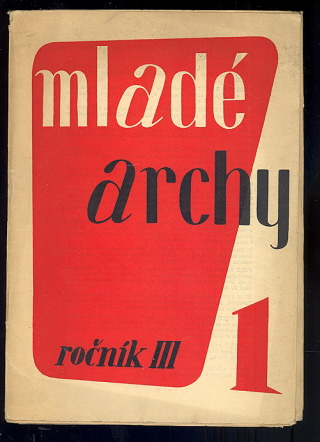 mladé
archy
ročník III
1